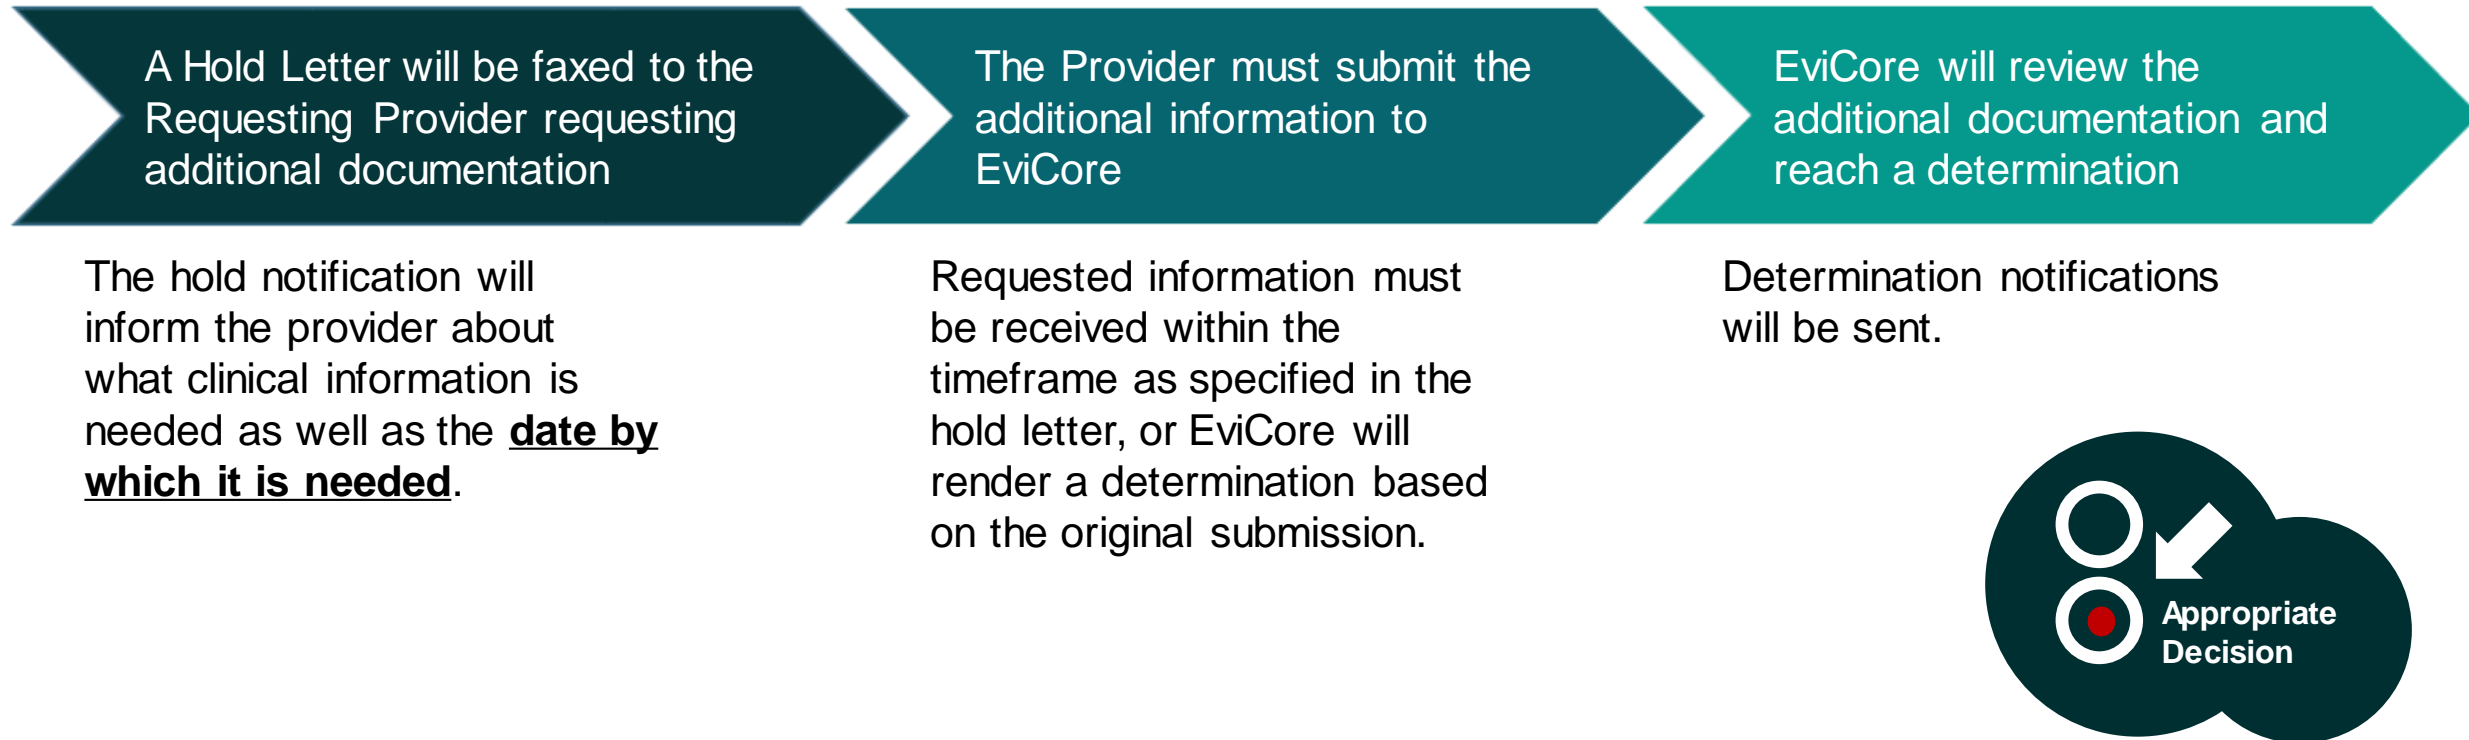 A Hold Letter will be faxed to the
Requesting Provider requesting
additional documentation
The hold notification will
inform the provider about
what clinical information is
needed as well as the date by
which it is needed.
The Provider must submit the
additional information to
EviCore
Requested information must
be received within the
timeframe as specified in the
hold letter, or EviCore will
render a determination based
on the original submission.
EviCore will review the
additional documentation and
reach a determination
Determination notifications
will be sent.
Appropriate
Decision